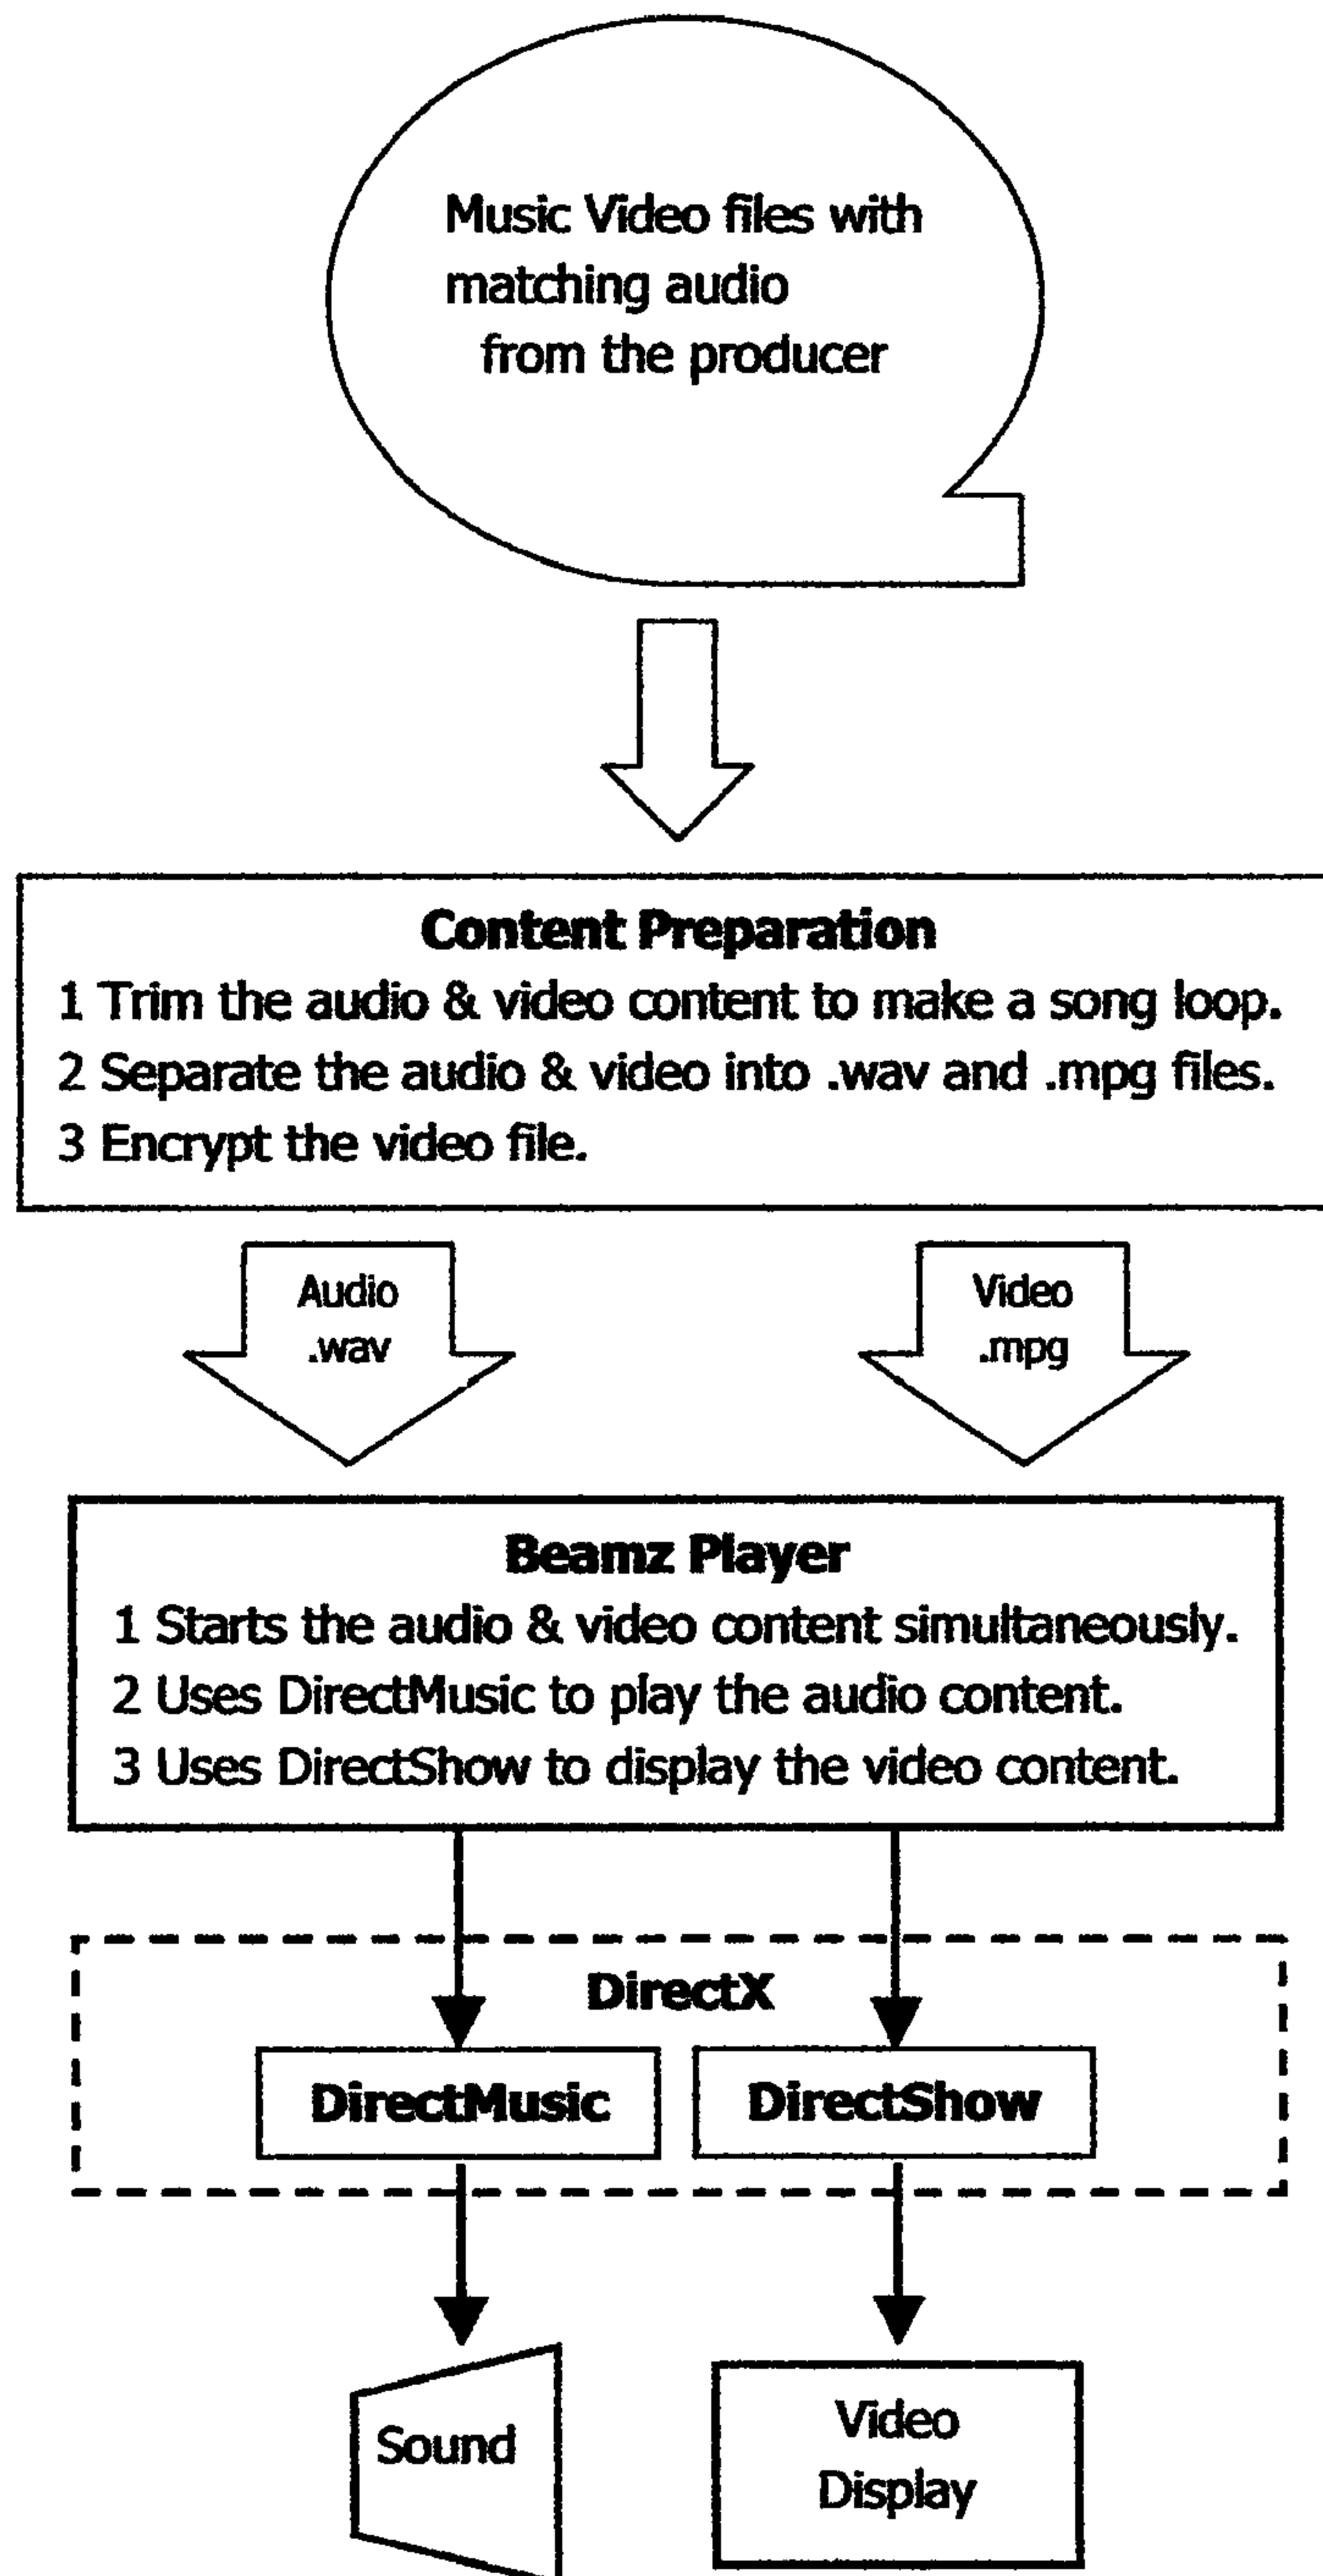 Music Video files with
matching audio
from the producer
Content Preparation
1 Trim the audio & video content to make a song loop.
2 Separate the audio & video into .wav and .mpg files.
3 Encrypt the video file.
Audio
.wav
Video
.mpg
Beamz Player
1 Starts the audio & video content simultaneously.
2 Uses DirectMusic to play the audio content.
3 Uses DirectShow to display the video content.
DirectX
DirectMusic
DirectShow
Sound
Video
Display